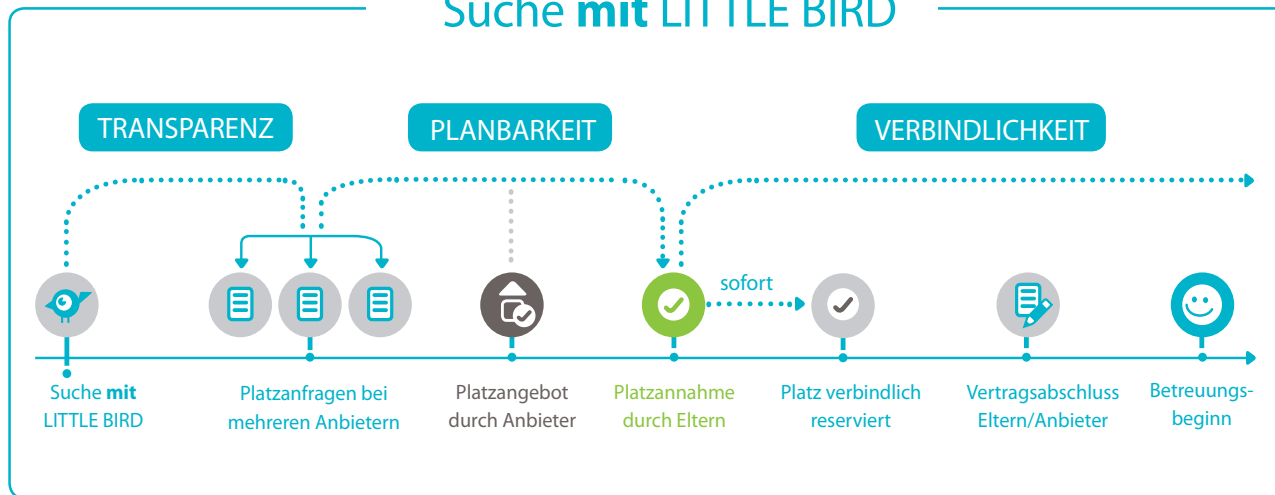 Suche mit LITTLE BIRD
TRANSPARENZ
PLANBARKEIT
VERBINDLICHKEIT
sofort
Suche mit
LITTLE BIRD
Platzanfragen bei
mehreren Anbietern
Platzangebot
durch Anbieter
Platzannahme
durch Eltern
Platz verbindlich
reserviert
Vertragsabschluss
Eltern/Anbieter
Betreuungs-
beginn